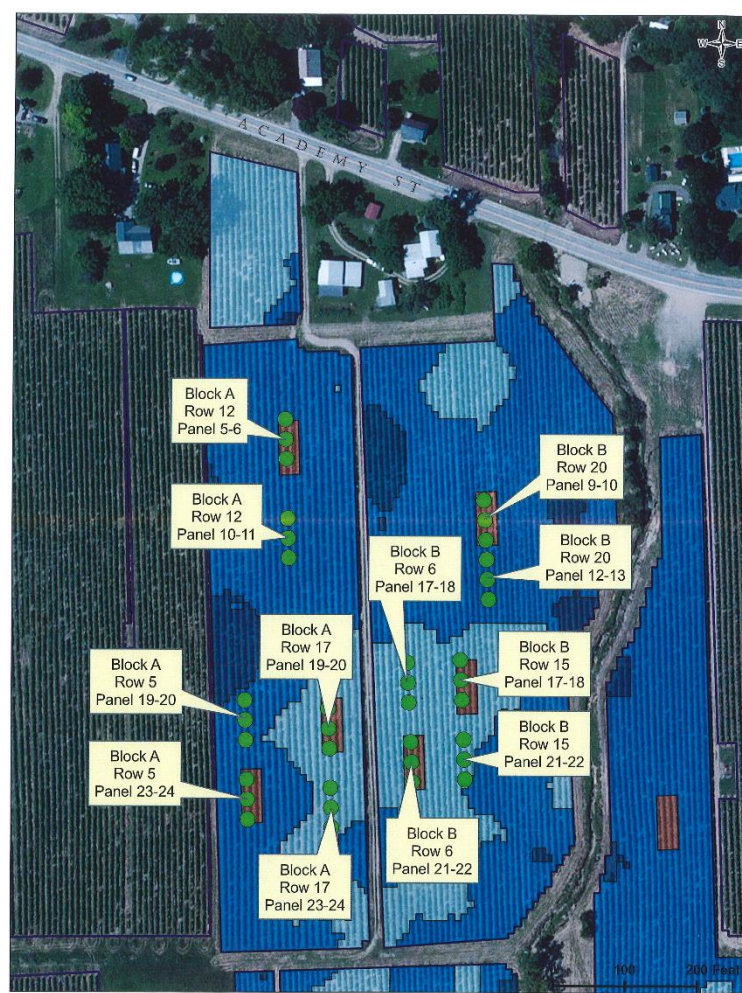 N
W
E
S
ACADEMY ST
Block A
Row 12
Panel 5-6
Block A
Row 12
Panel 10-11
Block B
Row 20
Panel 9-10
Block B
Row 20
Panel 12-13
Block B
Row 6
Panel 17-18
Block A
Row 17
Panel 19-20
Block B
Row 15
Panel 17-18
Block A
Row 5
Panel 19-20
Block B
Row 15
Panel 21-22
Block A
Row 5
Panel 23-24
Block B
Row 6
Panel 21-22
Block A
Row 17
Panel 23-24
0 100 200 Feet